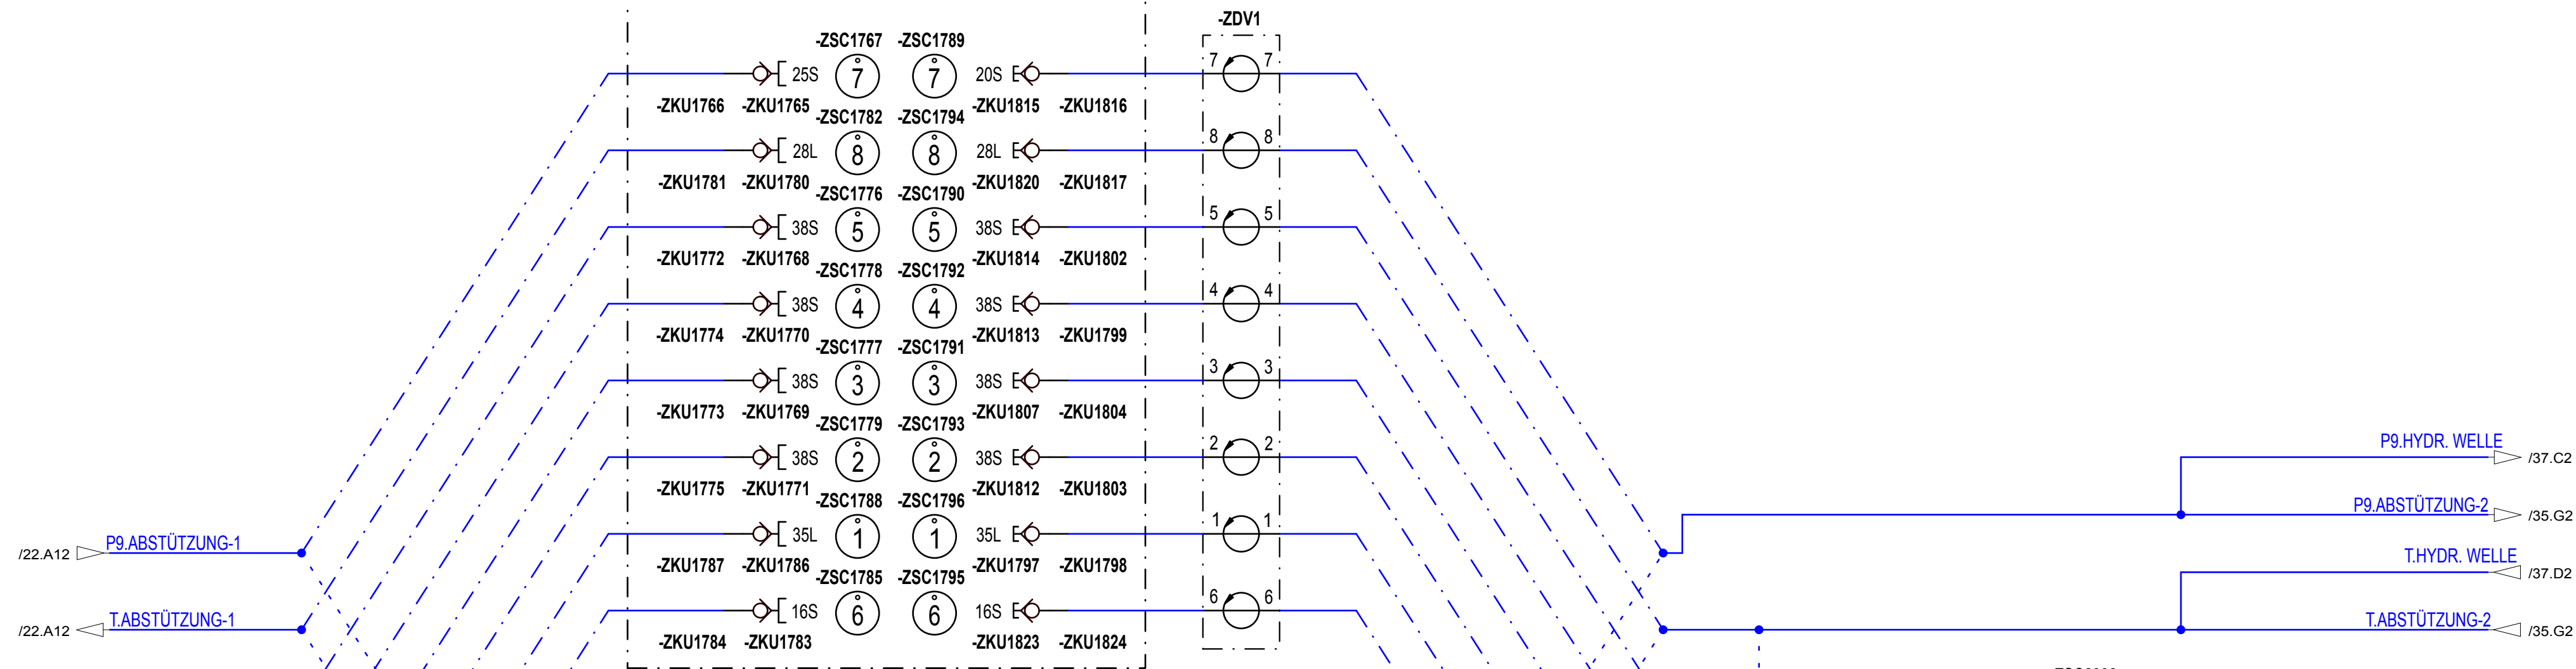 -ZDV1
-ZSC1767 -ZSC1789
25S 7 7 20S 7 7
-ZKU1766 -ZKU1765 -ZKU1815 -ZKU1816
-ZSC1782 -ZSC1794
28L 8 8 28L 8 8
-ZKU1781 -ZKU1780 -ZKU1820 -ZKU1817
-ZSC1776 -ZSC1790
38S 5 5 38S 5 5
-ZKU1772 -ZKU1768 -ZKU1814 -ZKU1802
-ZSC1778 -ZSC1792
38S 4 4 38S 4 4
-ZKU1774 -ZKU1770 -ZKU1813 -ZKU1799
-ZSC1777 -ZSC1791
38S 3 3 38S 3 3
-ZKU1773 -ZKU1769 -ZKU1807 -ZKU1804
-ZSC1779 -ZSC1793
38S 2 2 38S 2 2
-ZKU1775 -ZKU1771 -ZKU1812 -ZKU1803
-ZSC1788 -ZSC1796
35L 1 1 35L 1 1
-ZKU1787 -ZKU1786 -ZKU1797 -ZKU1798
-ZSC1785 -ZSC1795
16S 6 6 16S 6 6
-ZKU1784 -ZKU1783 -ZKU1823 -ZKU1824
/22.A12 P9.ABSTÜTZUNG-1
/22.A12 T.ABSTÜTZUNG-1
P9.HYDR. WELLE /37.C2
P9.ABSTÜTZUNG-2 /35.G2
T.HYDR. WELLE /37.D2
T.ABSTÜTZUNG-2 /35.G2